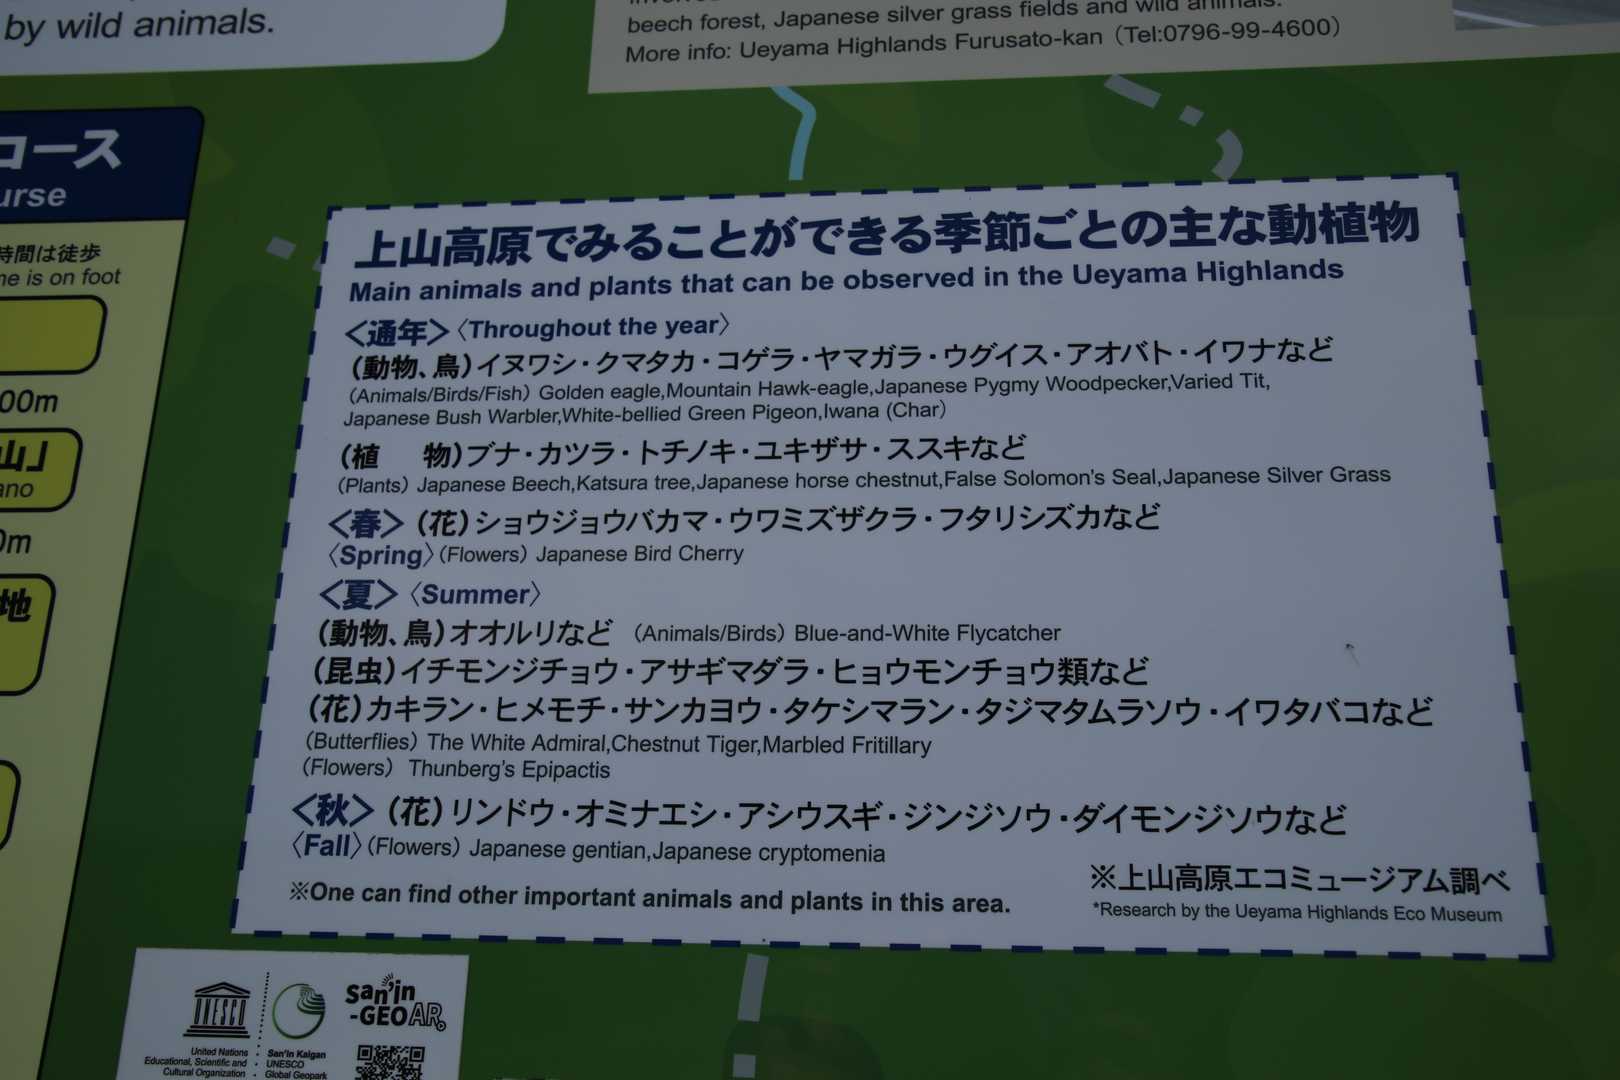 by wild animals.
beech forest, Japanese silver grass fields and wild animals.
More info: Ueyama Highlands Furusato-kan（Tel:0796-99-4600）
コース
urse
時間は徒歩
me is on foot
00m
山」
ano
0m
地
上山高原でみることができる季節ごとの主な動植物
Main animals and plants that can be observed in the Ueyama Highlands
＜通年＞〈Throughout the year〉
（動物、鳥）イヌワシ・クマタカ・コゲラ・ヤマガラ・ウグイス・アオバト・イワナなど
（Animals/Birds/Fish）Golden eagle,Mountain Hawk-eagle,Japanese Pygmy Woodpecker,Varied Tit,
Japanese Bush Warbler,White-bellied Green Pigeon,Iwana (Char)
（植　物）ブナ・カツラ・トチノキ・ユキザサ・ススキなど
（Plants）Japanese Beech,Katsura tree,Japanese horse chestnut,False Solomon's Seal,Japanese Silver Grass
＜春＞（花）ショウジョウバカマ・ウワミズザクラ・フタリシズカなど
〈Spring〉（Flowers）Japanese Bird Cherry
＜夏＞〈Summer〉
（動物、鳥）オオルリなど （Animals/Birds）Blue-and-White Flycatcher
（昆虫）イチモンジチョウ・アサギマダラ・ヒョウモンチョウ類など
（花）カキラン・ヒメモチ・サンカヨウ・タケシマラン・タジマタムラソウ・イワタバコなど
（Butterflies）The White Admiral,Chestnut Tiger,Marbled Fritillary
（Flowers）Thunberg's Epipactis
＜秋＞（花）リンドウ・オミナエシ・アシウスギ・ジンジソウ・ダイモンジソウなど
〈Fall〉（Flowers）Japanese gentian,Japanese cryptomenia
※One can find other important animals and plants in this area.
※上山高原エコミュージアム調べ
*Research by the Ueyama Highlands Eco Museum
UNESCO
United Nations
Educational, Scientific and
Cultural Organization
San'in Kaigan
UNESCO
Global Geopark
San'in
-GEO AR